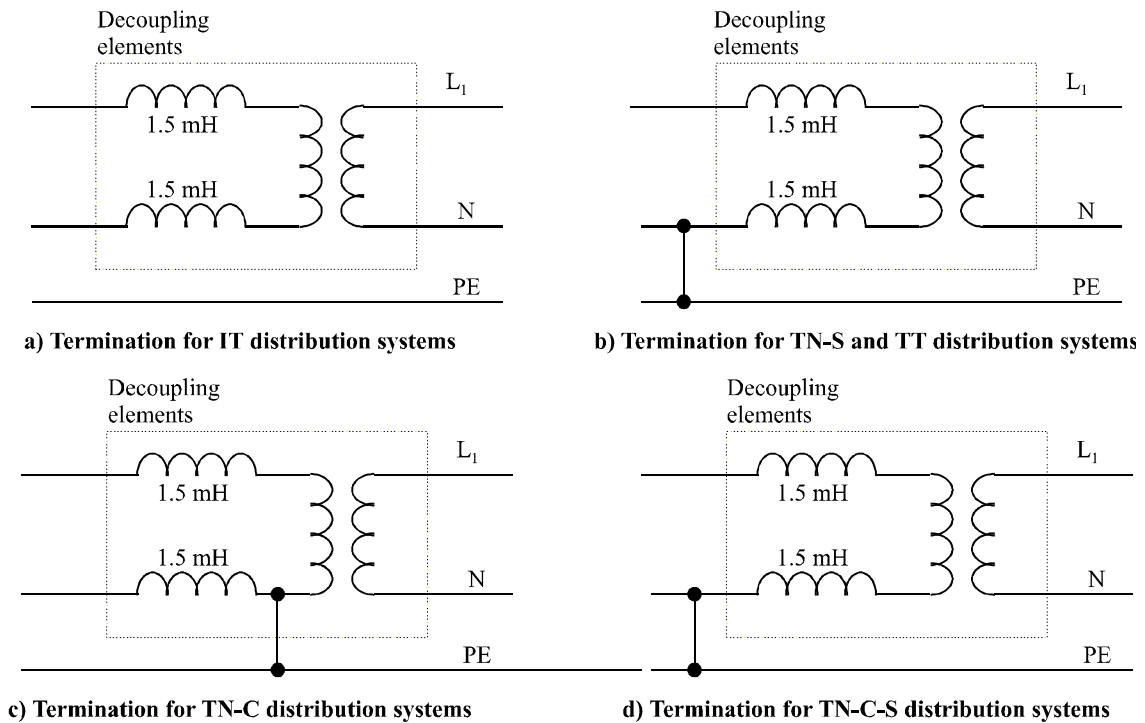 Decoupling
elements
L1
1.5 mH
1.5 mH
N
PE
a) Termination for IT distribution systems
Decoupling
elements
L1
1.5 mH
1.5 mH
N
PE
b) Termination for TN-S and TT distribution systems
Decoupling
elements
L1
1.5 mH
1.5 mH
N
PE
c) Termination for TN-C distribution systems
Decoupling
elements
L1
1.5 mH
1.5 mH
N
PE
d) Termination for TN-C-S distribution systems